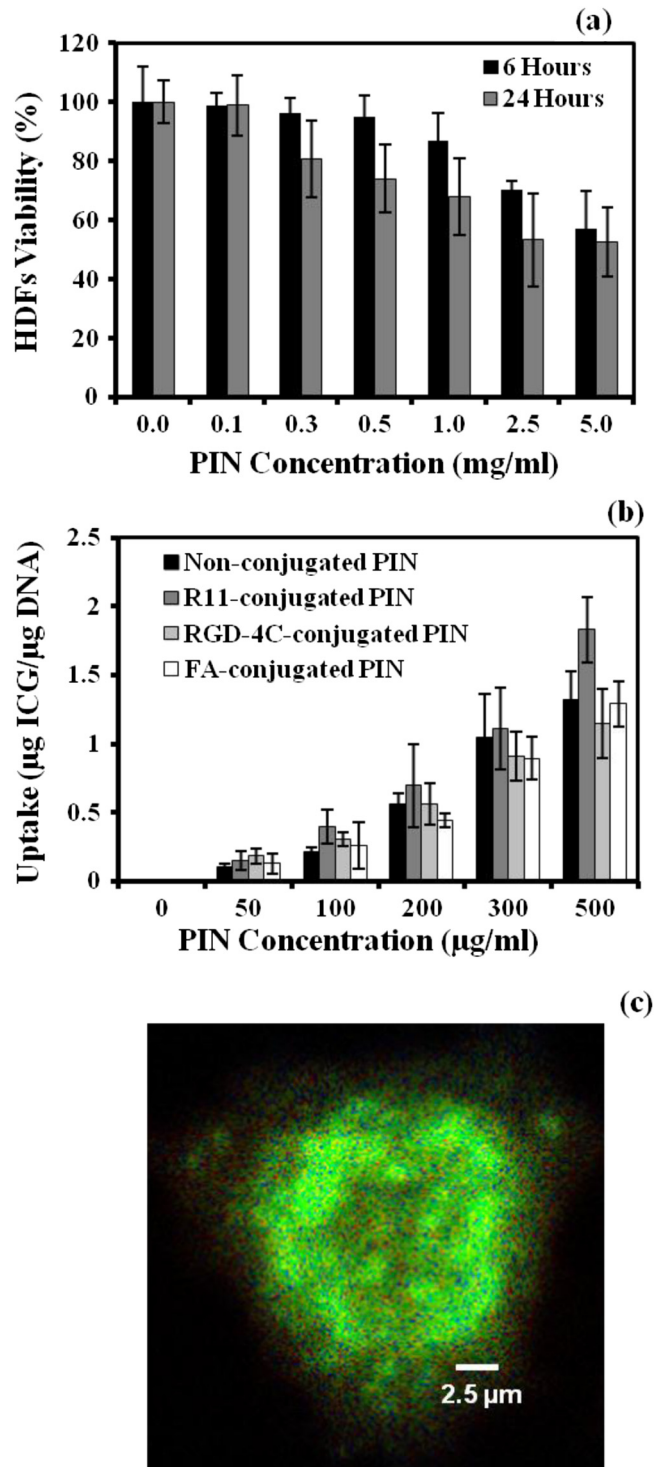 (a)
120
100
80
60
40
20
0
HDFs Viability (%)
6 Hours
24 Hours
0.0 0.1 0.3 0.5 1.0 2.5 5.0
PIN Concentration (mg/ml)
(b)
2.5
2
1.5
1
0.5
0
Uptake (µg ICG/µg DNA)
Non-conjugated PIN
R11-conjugated PIN
RGD-4C-conjugated PIN
FA-conjugated PIN
0 50 100 200 300 500
PIN Concentration (µg/ml)
(c)
2.5 µm